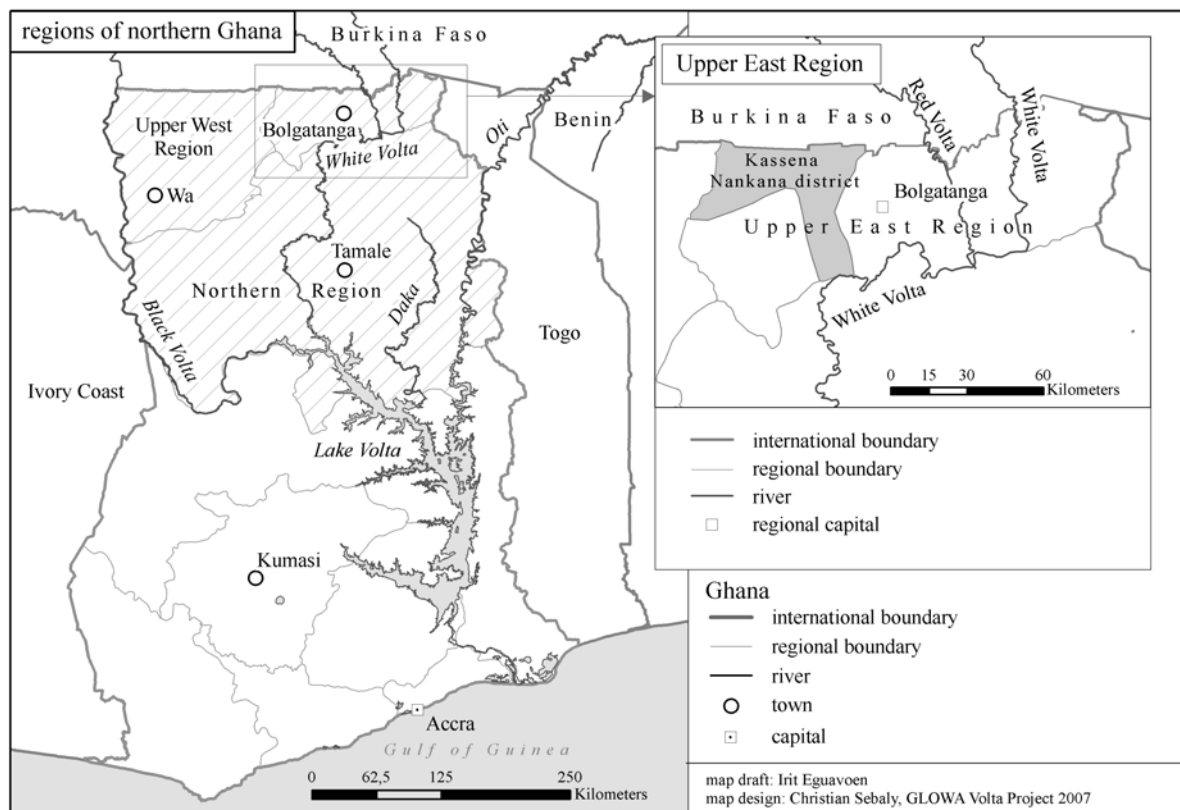 regions of northern Ghana
Burkina Faso
Upper West
Region
Bolgatanga
White Volta
Oti
Benin
Wa
Tamale
Northern Region
Daka
Black Volta
Togo
Ivory Coast
Lake Volta
Kumasi
Accra
Gulf of Guinea
0 62,5 125 250
Kilometers
Upper East Region
Burkina Faso
Red Volta
White Volta
Kassena
Nankana district
Bolgatanga
Upper East Region
White Volta
0 15 30 60
Kilometers
international boundary
regional boundary
river
regional capital
Ghana
international boundary
regional boundary
river
town
capital
map draft: Irit Eguavoen
map design: Christian Sebaly, GLOWA Volta Project 2007